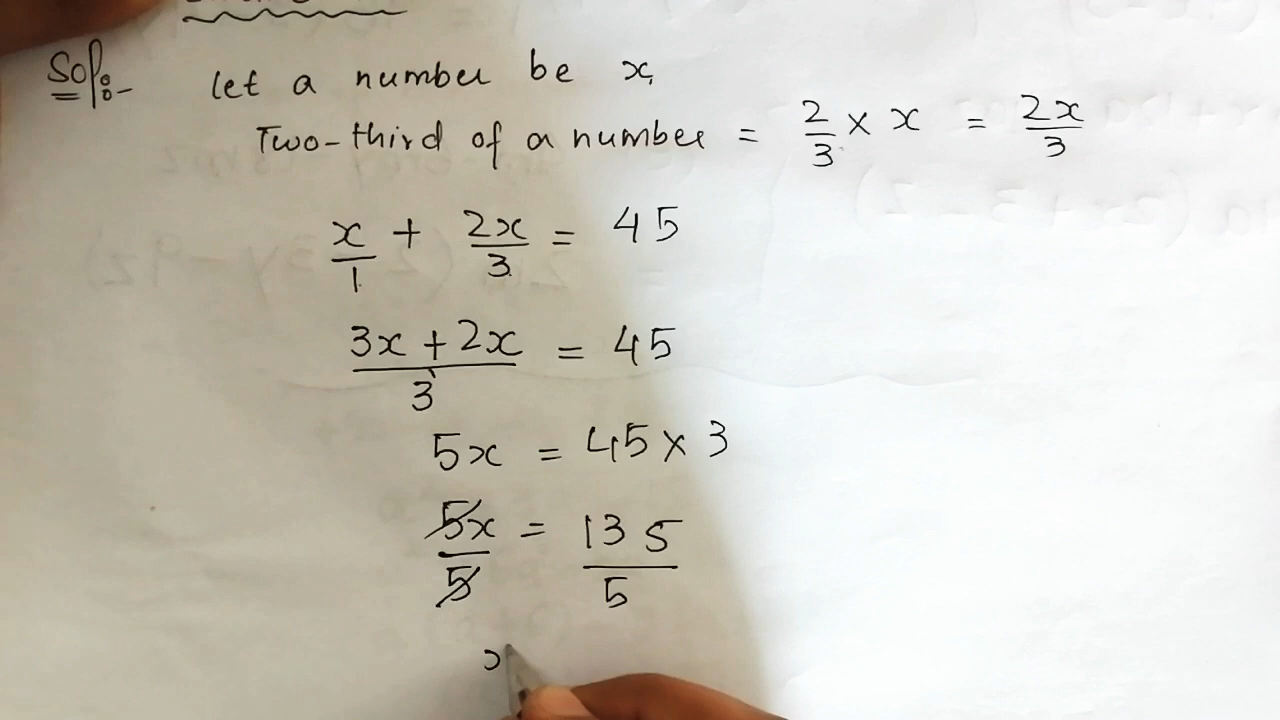 Solⁿ:- Let a number be x,
Two-third of a number = 2/3 × x = 2x/3
x/1 + 2x/3 = 45
3x + 2x/3 = 45
5x = 45 × 3
5x/5 = 135/5
x